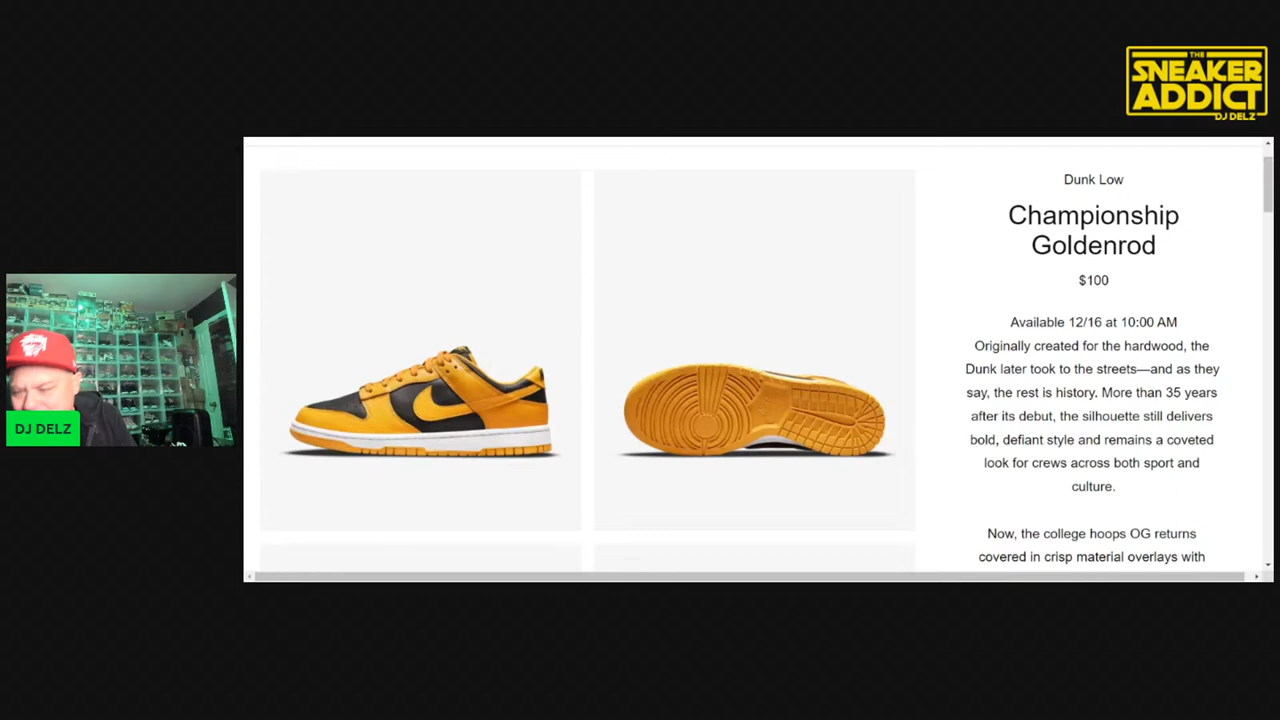 THE
SNEAKER
ADDICT
DJ DELZ
Dunk Low
Championship
Goldenrod
$100
Available 12/16 at 10:00 AM
Originally created for the hardwood, the
Dunk later took to the streets—and as they
say, the rest is history. More than 35 years
after its debut, the silhouette still delivers
bold, defiant style and remains a coveted
look for crews across both sport and
culture.
Now, the college hoops OG returns
covered in crisp material overlays with
DJ DELZ